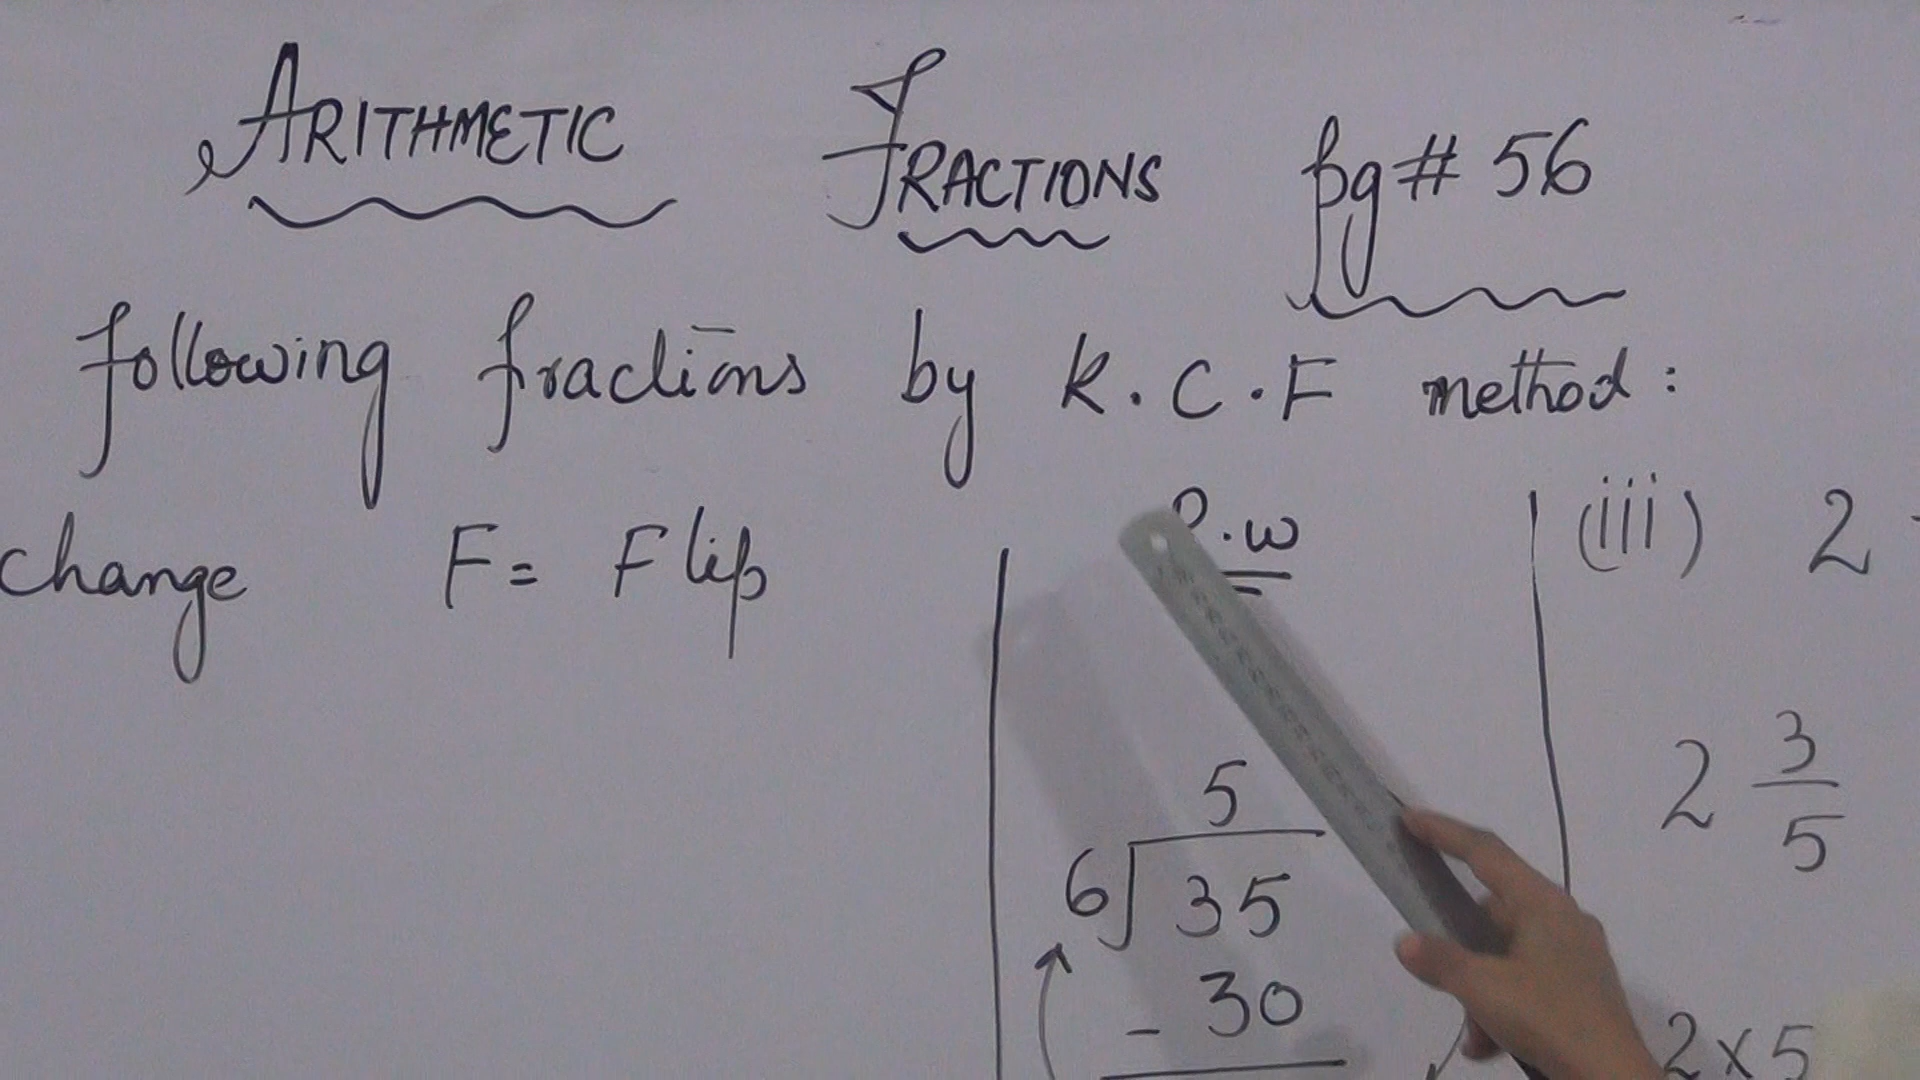 ARITHMETIC FRACTIONS pg# 56
following fractions by K.C.F method:
change F= Flip
R.w
(iii) 2
5
6 35
- 30
2 3/5
2x5